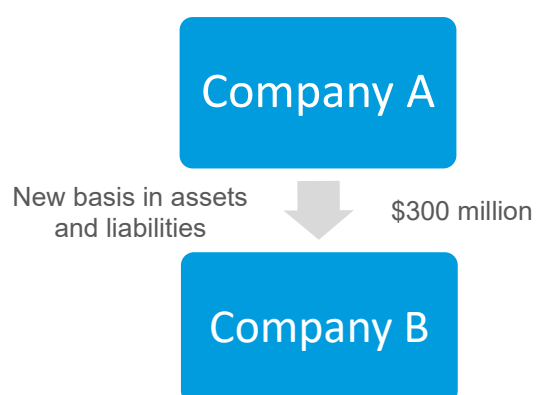 Company A
New basis in assets
and liabilities
$300 million
Company B